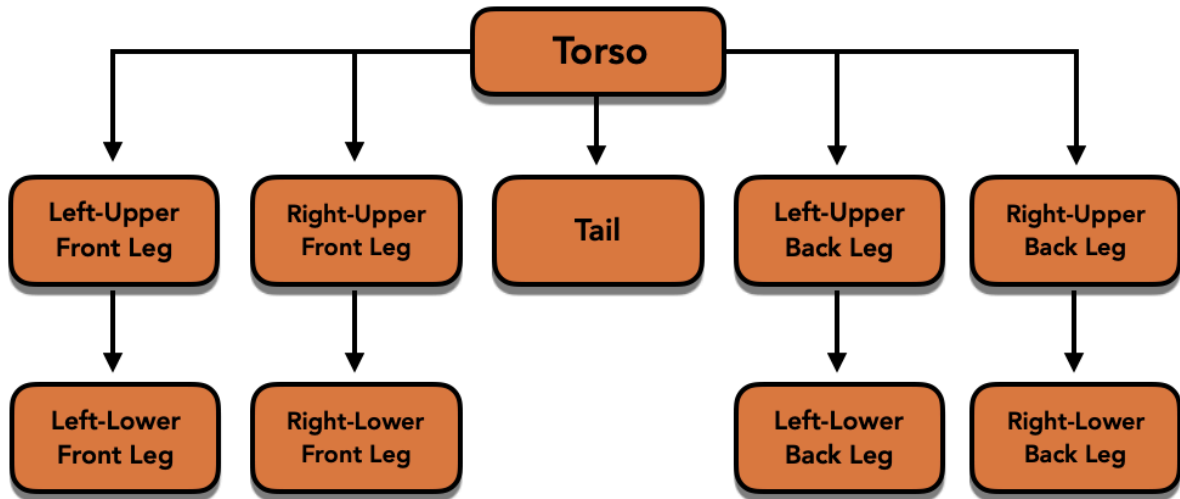 Torso
Left-Upper
Front Leg
Right-Upper
Front Leg
Tail
Left-Upper
Back Leg
Right-Upper
Back Leg
Left-Lower
Front Leg
Right-Lower
Front Leg
Left-Lower
Back Leg
Right-Lower
Back Leg